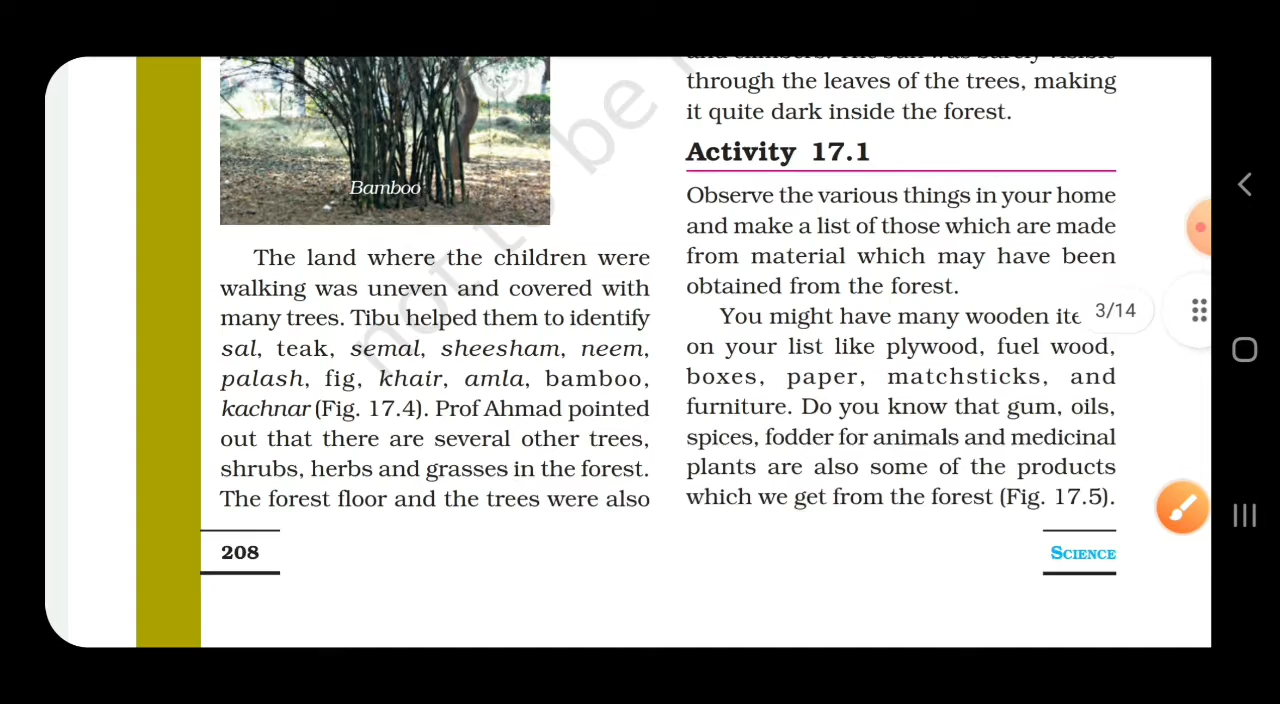 Bamboo
The land where the children were
walking was uneven and covered with
many trees. Tibu helped them to identify
sal, teak, semal, sheesham, neem,
palash, fig, khair, amla, bamboo,
kachnar (Fig. 17.4). Prof Ahmad pointed
out that there are several other trees,
shrubs, herbs and grasses in the forest.
The forest floor and the trees were also
208
through the leaves of the trees, making
it quite dark inside the forest.
Activity 17.1
Observe the various things in your home
and make a list of those which are made
from material which may have been
obtained from the forest.
You might have many wooden
on your list like plywood, fuel wood,
boxes, paper, matchsticks, and
furniture. Do you know that gum, oils,
spices, fodder for animals and medicinal
plants are also some of the products
which we get from the forest (Fig. 17.5).
SCIENCE
3/14
not to be